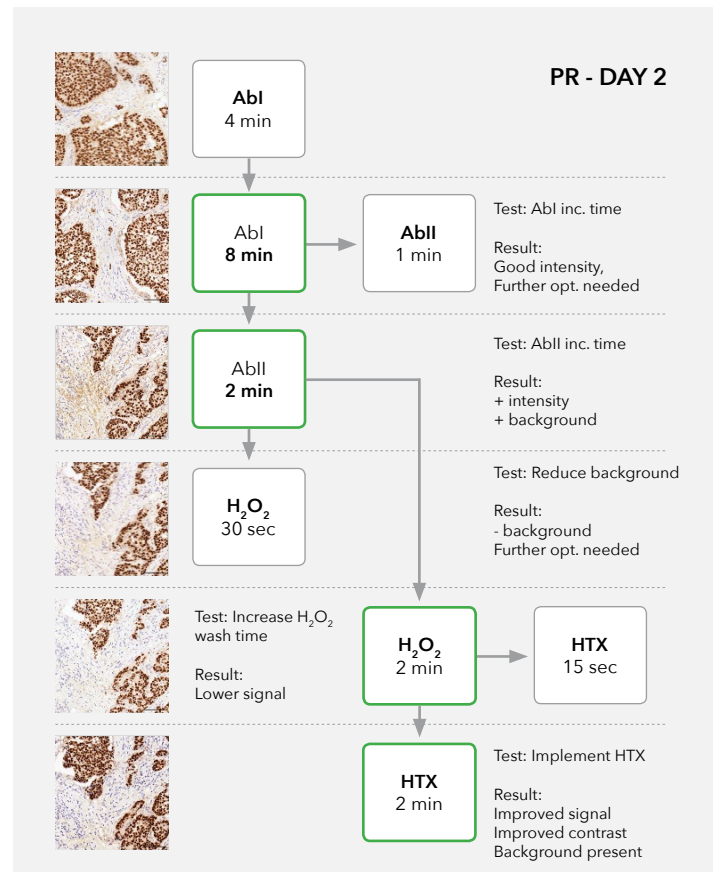 PR - DAY 2
AbI
4 min
AbI
8 min
AbII
1 min
Test: AbI inc. time
Result:
Good intensity,
Further opt. needed
AbII
2 min
Test: AbII inc. time
Result:
+ intensity
+ background
H₂O₂
30 sec
Test: Reduce background
Result:
- background
Further opt. needed
Test: Increase H₂O₂
wash time
Result:
Lower signal
H₂O₂
2 min
HTX
15 sec
HTX
2 min
Test: Implement HTX
Result:
Improved signal
Improved contrast
Background present